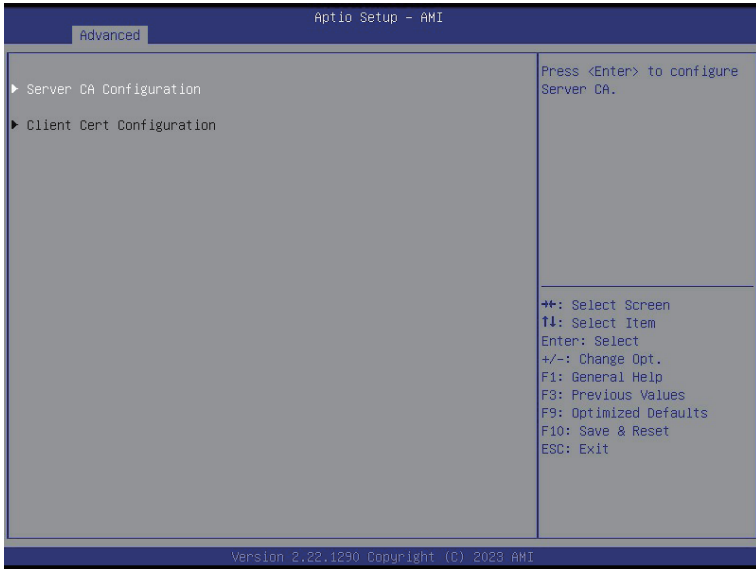 Aptio Setup – AMI
Advanced
▶ Server CA Configuration
▶ Client Cert Configuration
Press <Enter> to configure
Server CA.
→←: Select Screen
↑↓: Select Item
Enter: Select
+/-: Change Opt.
F1: General Help
F3: Previous Values
F9: Optimized Defaults
F10: Save & Reset
ESC: Exit
Version 2.22.1290 Copyright (C) 2023 AMI